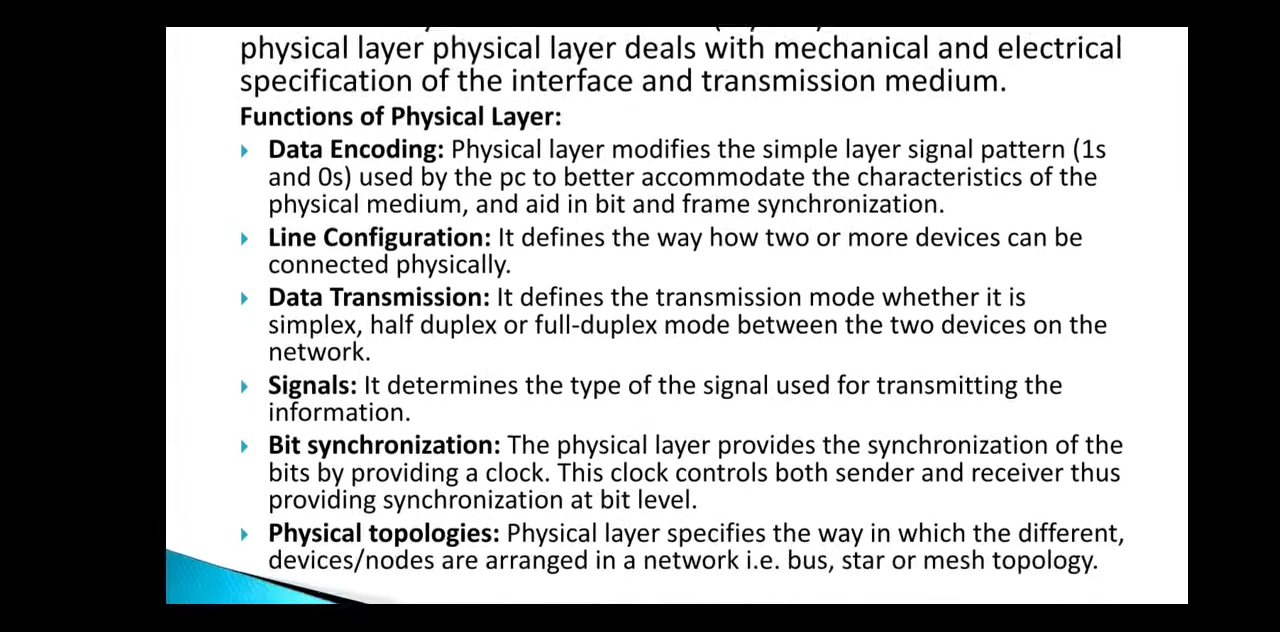 physical layer physical layer deals with mechanical and electrical
specification of the interface and transmission medium.
Functions of Physical Layer:
Data Encoding: Physical layer modifies the simple layer signal pattern (1s
and 0s) used by the pc to better accommodate the characteristics of the
physical medium, and aid in bit and frame synchronization.
Line Configuration: It defines the way how two or more devices can be
connected physically.
Data Transmission: It defines the transmission mode whether it is
simplex, half duplex or full-duplex mode between the two devices on the
network.
Signals: It determines the type of the signal used for transmitting the
information.
Bit synchronization: The physical layer provides the synchronization of the
bits by providing a clock. This clock controls both sender and receiver thus
providing synchronization at bit level.
Physical topologies: Physical layer specifies the way in which the different,
devices/nodes are arranged in a network i.e. bus, star or mesh topology.